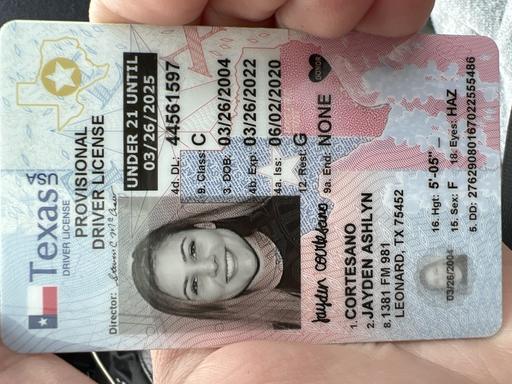 Texas
USA
DRIVER LICENSE
PROVISIONAL
DRIVER LICENSE
Director:
UNDER 21 UNTIL
03/26/2025
4d. DL: 44561597
9. Class: C
3. DOB: 03/26/2004
4b. Exp: 03/26/2022
4a. Iss: 06/02/2020
12. Rest: G
9a. End: NONE
DONOR
Jayden Cortesano
1. CORTESANO
2. JAYDEN ASHLYN
8. 1381 FM 981
LEONARD, TX 75452
16. Hgt: 5'-05"
15. Sex: F 18. Eyes: HAZ
5. DD: 27629080167022555486
03/26/2004